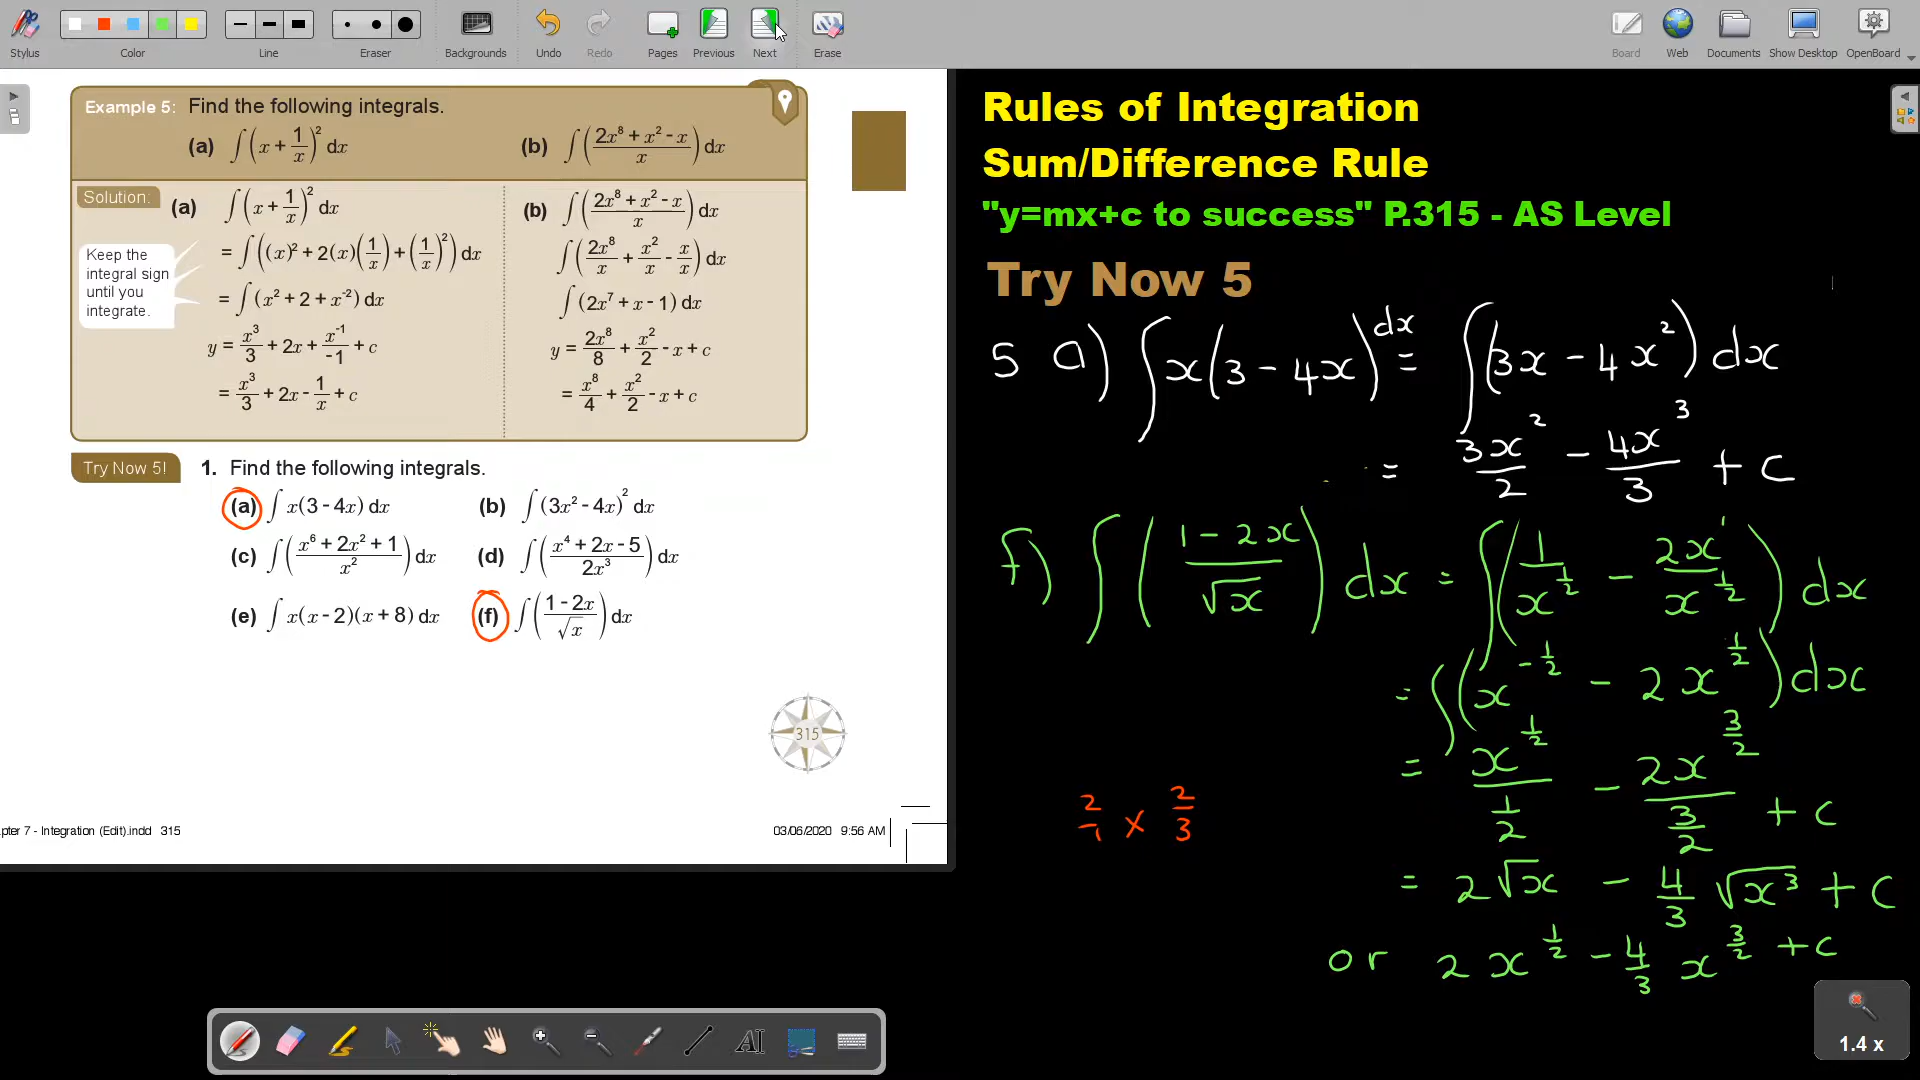 Stylus Color Line Eraser Backgrounds Undo Redo Pages Previous Next Erase Board Web Documents Show Desktop OpenBoard
Example 5: Find the following integrals.
(a) ∫(x + 1/x)² dx (b) ∫((2x⁸ + x² - x)/x) dx
Solution:
(a) ∫(x + 1/x)² dx
= ∫((x)² + 2(x)(1/x) + (1/x)²) dx
= ∫(x² + 2 + x⁻²) dx
y = x³/3 + 2x + x⁻¹/-1 + c
= x³/3 + 2x - 1/x + c
Keep the
integral sign
until you
integrate.
(b) ∫((2x⁸ + x² - x)/x) dx
∫(2x⁸/x + x²/x - x/x) dx
∫(2x⁷ + x - 1) dx
y = 2x⁸/8 + x²/2 - x + c
= x⁸/4 + x²/2 - x + c
Try Now 5! 1. Find the following integrals.
(a) ∫ x(3 - 4x) dx (b) ∫(3x² - 4x)² dx
(c) ∫((x⁶ + 2x² + 1)/x²) dx (d) ∫((x⁴ + 2x - 5)/2x³) dx
(e) ∫ x(x - 2)(x + 8) dx (f) ∫((1 - 2x)/√x) dx
315
pter 7 - Integration (Edit).indd 315 03/06/2020 9:56 AM
Rules of Integration
Sum/Difference Rule
"y=mx+c to success" P.315 - AS Level
Try Now 5
5 a) ∫x(3 - 4x) dx = ∫(3x - 4x²) dx
= 3x²/2 - 4x³/3 + c
f) ∫((1 - 2x)/√x) dx = ∫(1/x^(1/2) - 2x¹/x^(1/2)) dx
= ∫(x^(-1/2) - 2x^(1/2)) dx
= x^(1/2)/(1/2) - 2x^(3/2)/(3/2) + c
2/1 × 2/3
= 2√x - 4/3 √x³ + c
or 2x^(1/2) - 4/3 x^(3/2) + c
1.4 x